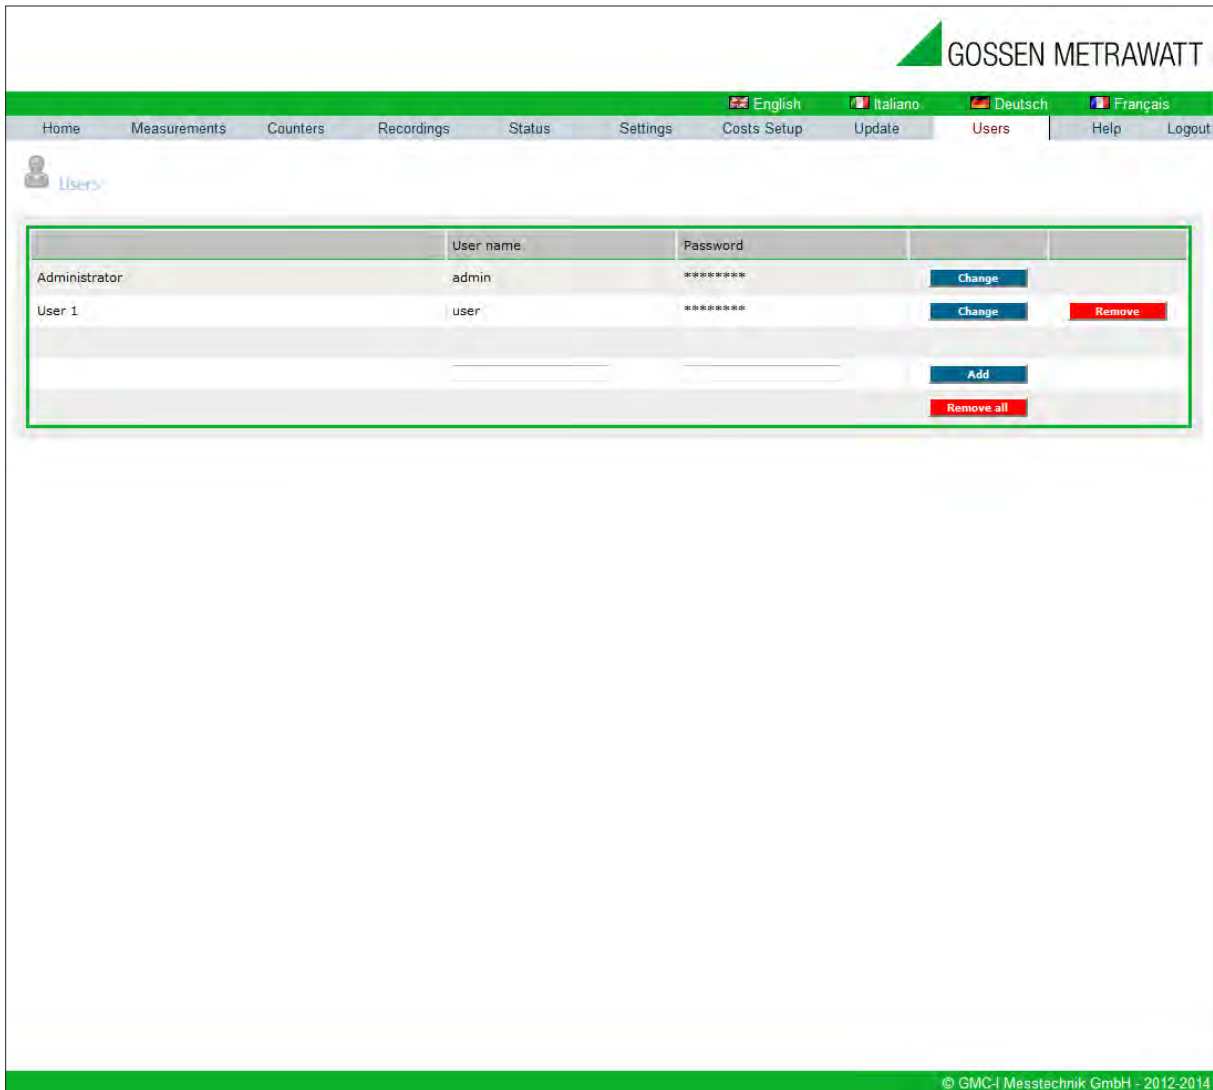 GOSSEN METRAWATT
English Italiano Deutsch Français
Home Measurements Counters Recordings Status Settings Costs Setup Update Users Help Logout
Users
User name Password
Administrator admin ******** Change
User 1 user ******** Change Remove
Add
Remove all
© GMC-I Messtechnik GmbH - 2012-2014